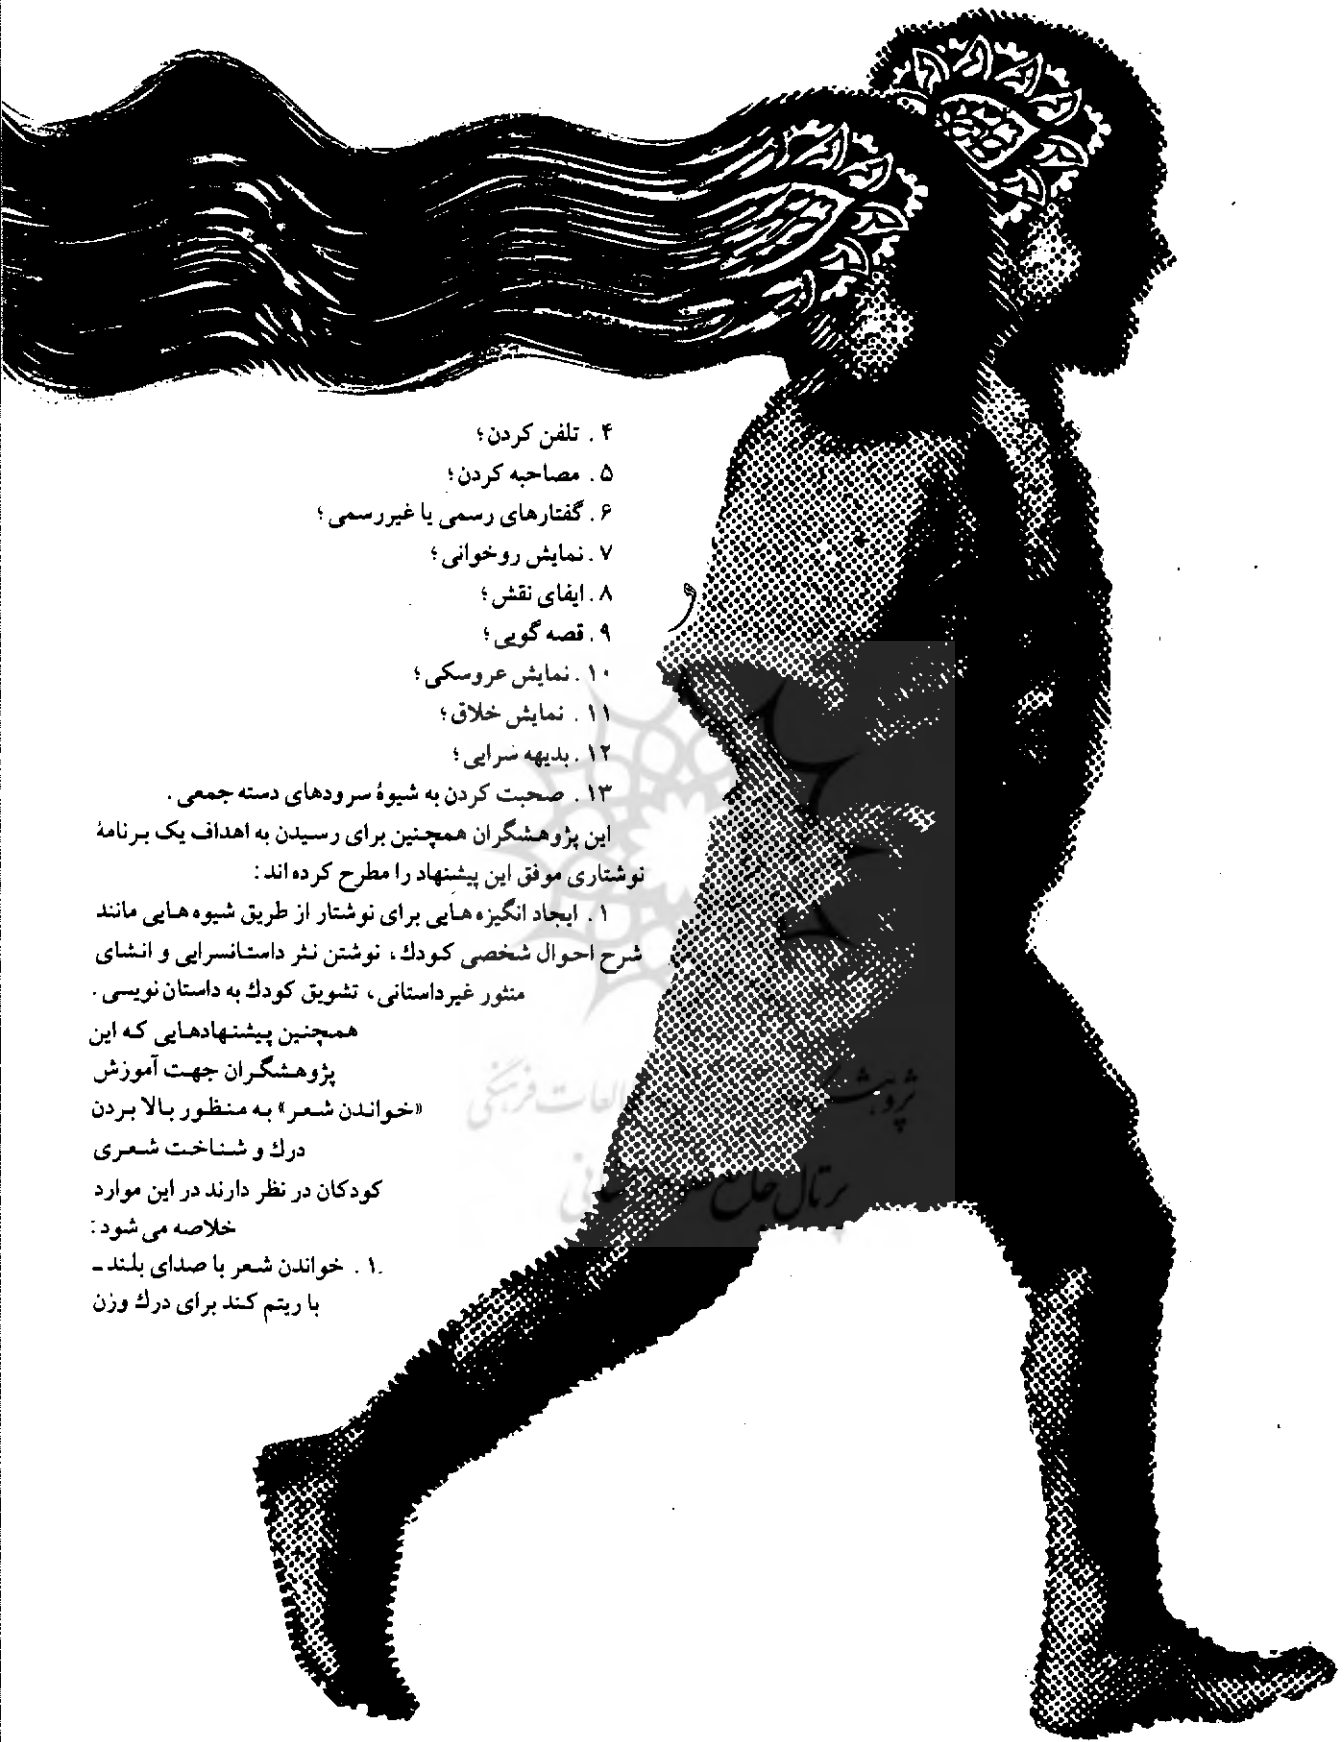 ۴. تلفن کردن؛
۵. مصاحبه کردن؛
۶. گفتارهای رسمی یا غیررسمی؛
۷. نمایش روخوانی؛
۸. ایفای نقش؛
۹. قصه گویی؛
۱۰. نمایش عروسکی؛
۱۱. نمایش خلاق؛
۱۲. بدیهه سرایی؛
۱۳. صحبت کردن به شیوۀ سرودهای دسته جمعی.
این پژوهشگران همچنین برای رسیدن به اهداف یک برنامۀ
نوشتاری موفق این پیشنهاد را مطرح کرده اند:
۱. ایجاد انگیزه هایی برای نوشتار از طریق شیوه هایی مانند
شرح احوال شخصی کودك، نوشتن نثر داستانسرایی و انشای
منثور غیرداستانی، تشویق کودك به داستان نویسی.
همچنین پیشنهادهایی که این
پژوهشگران جهت آموزش
«خواندن شعر» به منظور بالا بردن
درك و شناخت شعری
کودکان در نظر دارند در این موارد
خلاصه می شود:
۱. خواندن شعر با صدای بلند ـ
با ریتم کند برای درك وزن
پرتال جامع